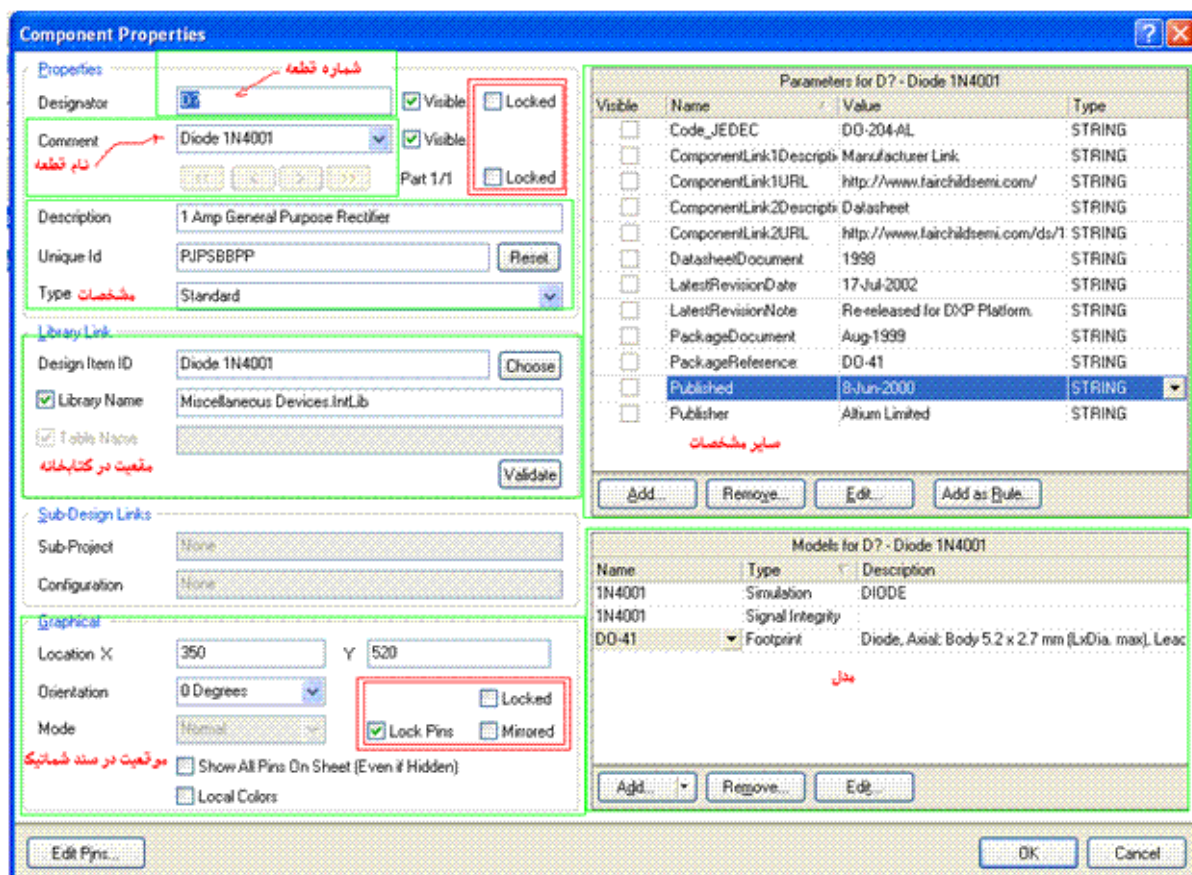 Component Properties
Properties
شماره قطعه
Designator D? Visible Locked
Comment Diode 1N4001 Visible
نام قطعه
<< < > >> Part 1/1 Locked
Description 1 Amp General Purpose Rectifier
Unique Id PJPSBBPP Reset
Type مشخصات Standard
Library Link
Design Item ID Diode 1N4001 Choose
Library Name Miscellaneous Devices.IntLib
Table Name
مقعیت در کتابخانه
Validate
Sub-Design Links
Sub-Project None
Configuration None
Graphical
Location X 350 Y 520
Orientation 0 Degrees Locked
Mode Normal Lock Pins Mirrored
موقعیت در سند شماتیک
Show All Pins On Sheet (Even if Hidden)
Local Colors
Edit Pins...
Parameters for D? - Diode 1N4001
Visible Name / Value Type
Code_JEDEC DO-204-AL STRING
ComponentLink1Descripti Manufacturer Link STRING
ComponentLink1URL http://www.fairchildsemi.com/ STRING
ComponentLink2Descripti Datasheet STRING
ComponentLink2URL http://www.fairchildsemi.com/ds/1 STRING
DatasheetDocument 1998 STRING
LatestRevisionDate 17-Jul-2002 STRING
LatestRevisionNote Re-released for DXP Platform. STRING
PackageDocument Aug-1999 STRING
PackageReference DO-41 STRING
Published 8-Jun-2000 STRING
Publisher Altium Limited STRING
سایر مشخصات
Add... Remove... Edit... Add as Rule...
Models for D? - Diode 1N4001
Name Type Description
1N4001 Simulation DIODE
1N4001 Signal Integrity
DO-41 Footprint Diode, Axial; Body 5.2 x 2.7 mm (LxDia. max), Leac
مدل
Add... Remove... Edit...
OK Cancel